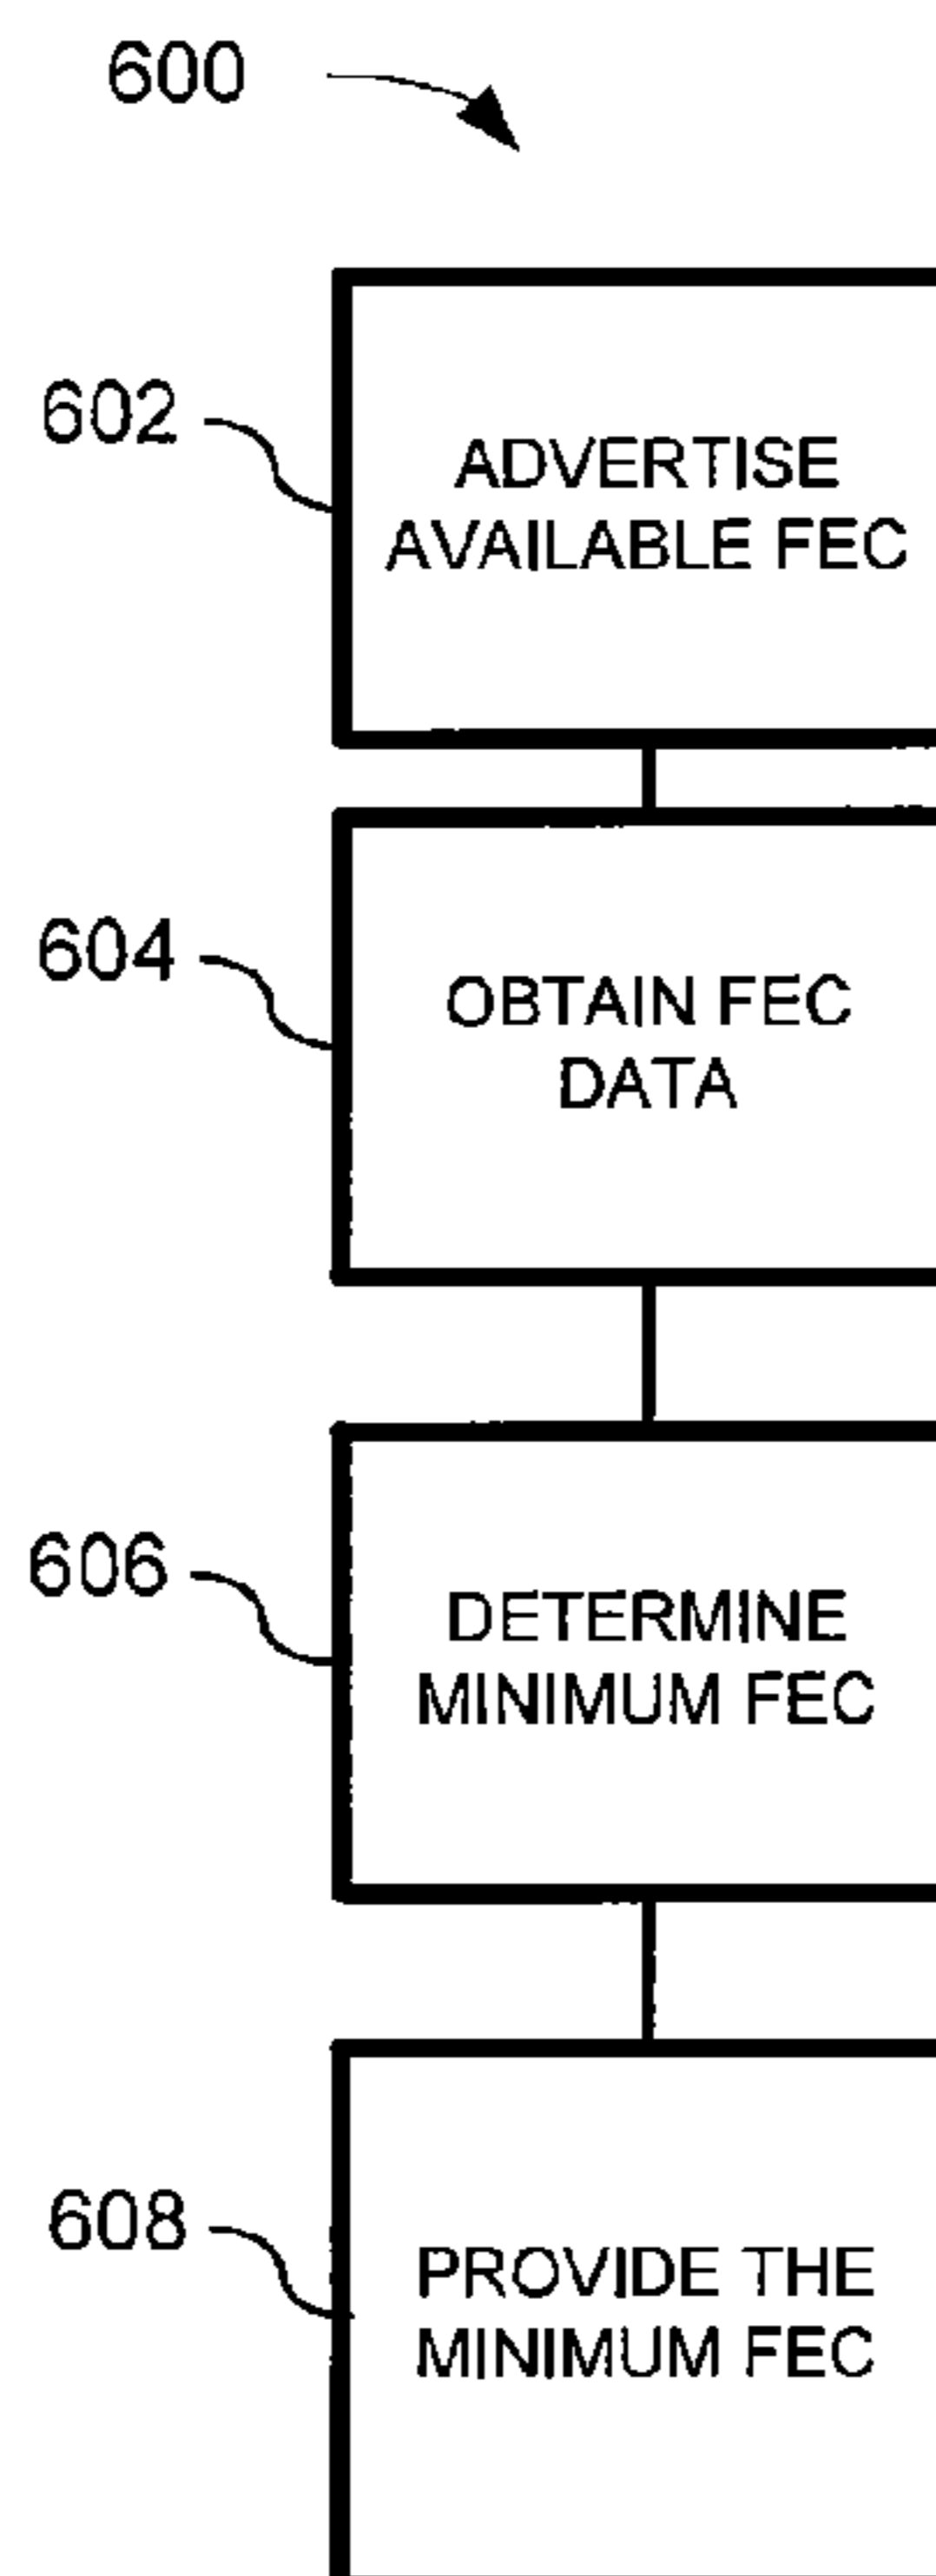 600
602
ADVERTISE
AVAILABLE FEC
604
OBTAIN FEC
DATA
606
DETERMINE
MINIMUM FEC
608
PROVIDE THE
MINIMUM FEC